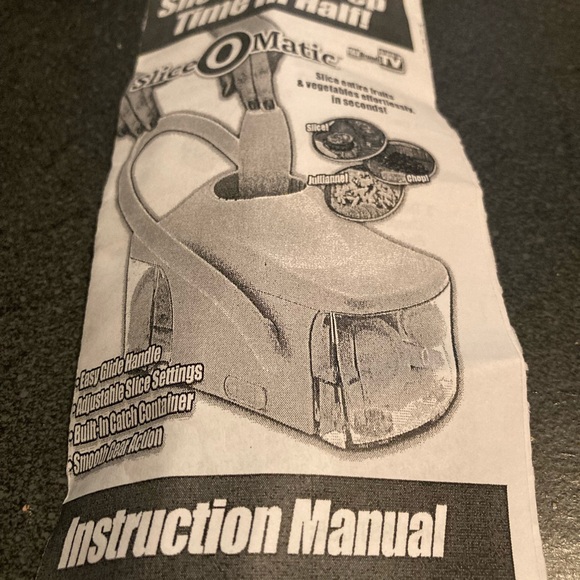 Time in Half!
Slice O Matic
TV
Slice entire fruits
& vegetables effortlessly,
in seconds!
Slice!
Chop!
Julienne!
- Easy Glide Handle
- Adjustable Slice Settings
- Built-In Catch Container
- Smooth Gear Action
Instruction Manual